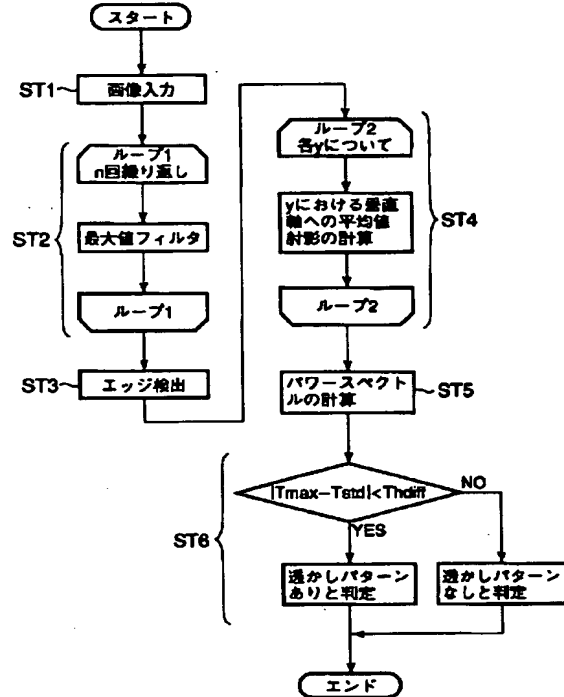 スタート
ST1
画像入力
ループ1
n回繰り返し
ST2
最大値フィルタ
ループ1
ST3
エッジ検出
ループ2
各yについて
ST4
yにおける垂直
軸への平均値
射影の計算
ループ2
パワースペクト
ルの計算
ST5
|Tmax-Tstd|<Thdiff
NO
YES
ST6
透かしパターン
ありと判定
透かしパターン
なしと判定
エンド